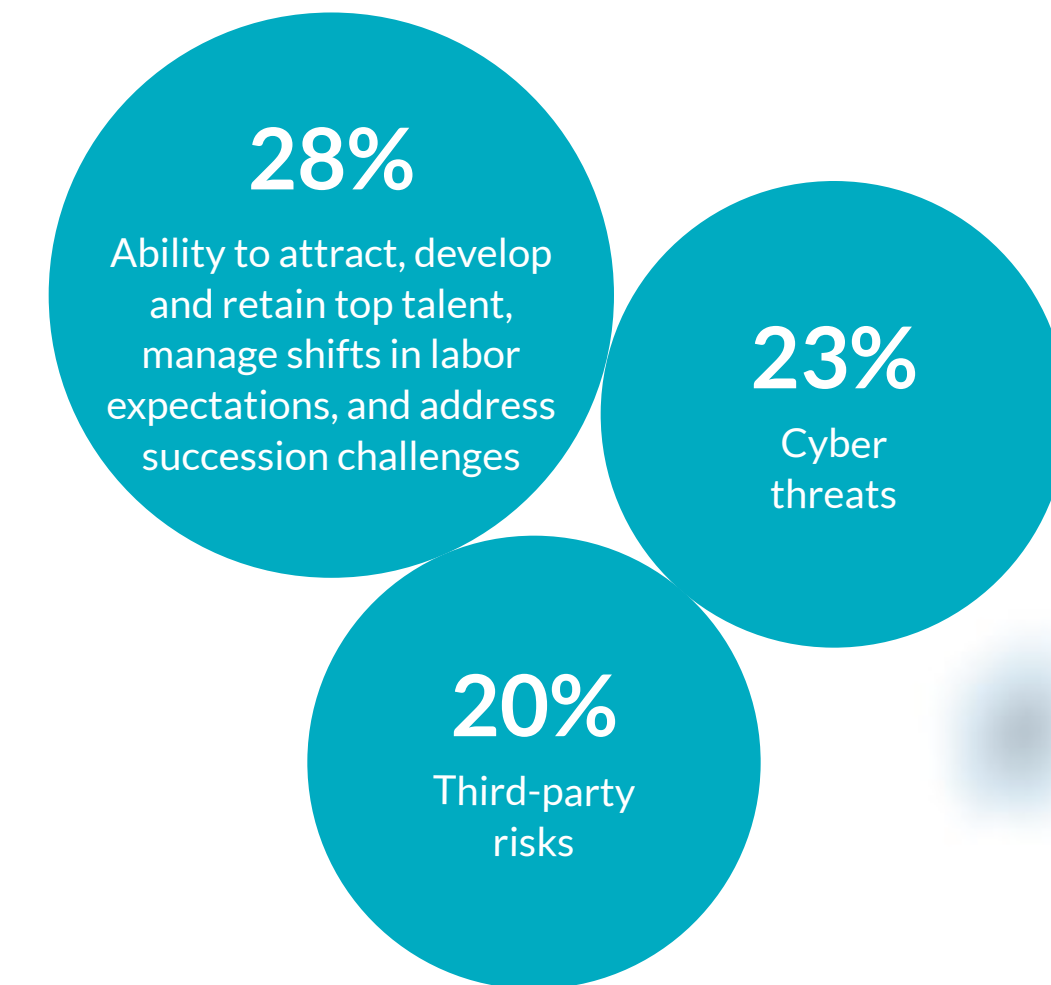 28%
Ability to attract, develop
and retain top talent,
manage shifts in labor
expectations, and address
succession challenges
23%
Cyber
threats
20%
Third-party
risks